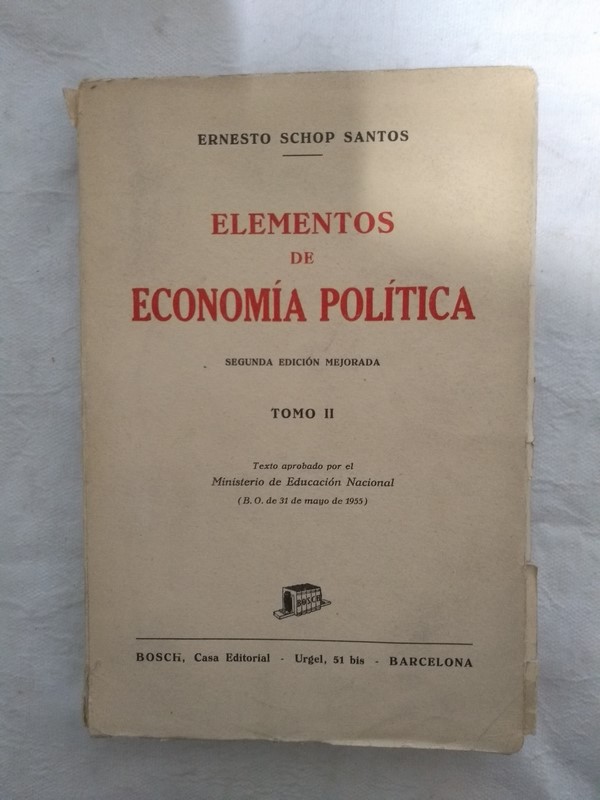 ERNESTO SCHOP SANTOS
ELEMENTOS
DE
ECONOMÍA POLÍTICA
SEGUNDA EDICIÓN MEJORADA
TOMO II
Texto aprobado por el
Ministerio de Educación Nacional
(B. O. de 31 de mayo de 1955)
BOSCH
BOSCH, Casa Editorial - Urgel, 51 bis - BARCELONA